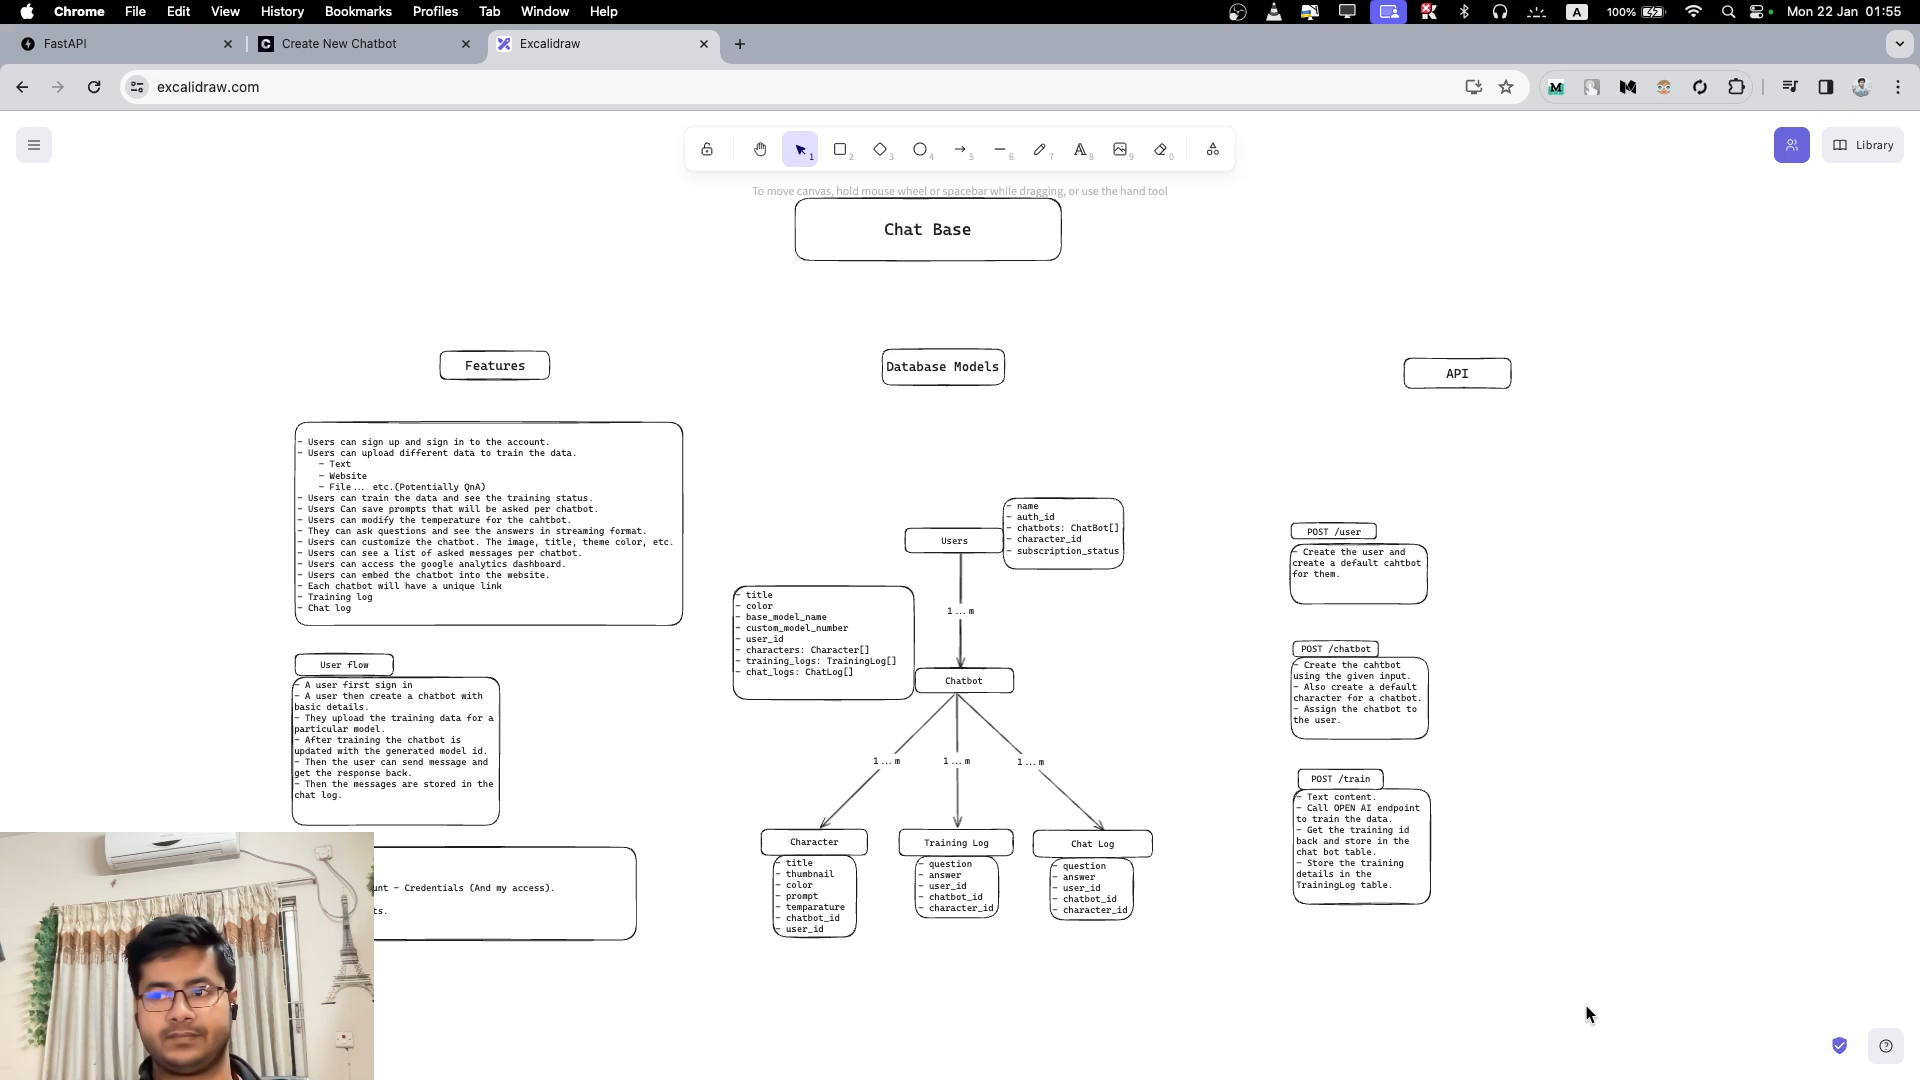 Chrome File Edit View History Bookmarks Profiles Tab Window Help
A 100% Mon 22 Jan 01:55
FastAPI Create New Chatbot Excalidraw
excalidraw.com
1 2 3 4 5 6 7 8 9 0
Library
To move canvas, hold mouse wheel or spacebar while dragging, or use the hand tool
Chat Base
Features
- Users can sign up and sign in to the account.
- Users can upload different data to train the data.
- Text
- Website
- File... etc.(Potentially QnA)
- Users can train the data and see the training status.
- Users Can save prompts that will be asked per chatbot.
- Users can modify the temperature for the cahtbot.
- They can ask questions and see the answers in streaming format.
- Users can customize the chatbot. The image, title, theme color, etc.
- Users can see a list of asked messages per chatbot.
- Users can access the google analytics dashboard.
- Users can embed the chatbot into the website.
- Each chatbot will have a unique link
- Training log
- Chat log
User flow
- A user first sign in
- A user then create a chatbot with
basic details.
- They upload the training data for a
particular model.
- After training the chatbot is
updated with the generated model id.
- Then the user can send message and
get the response back.
- Then the messages are stored in the
chat log.
unt - Credentials (And my access).
ts.
Database Models
Users
- name
- auth_id
- chatbots: ChatBot[]
- character_id
- subscription_status
1...m
- title
- color
- base_model_name
- custom_model_number
- user_id
- characters: Character[]
- training_logs: TrainingLog[]
- chat_logs: ChatLog[]
Chatbot
1...m 1...m 1...m
Character
- title
- thumbnail
- color
- prompt
- temparature
- chatbot_id
- user_id
Training Log
- question
- answer
- user_id
- chatbot_id
- character_id
Chat Log
- question
- answer
- user_id
- chatbot_id
- character_id
API
POST /user
- Create the user and
create a default cahtbot
for them.
POST /chatbot
- Create the cahtbot
using the given input.
- Also create a default
character for a chatbot.
- Assign the chatbot to
the user.
POST /train
- Text content.
- Call OPEN AI endpoint
to train the data.
- Get the training id
back and store in the
chat bot table.
- Store the training
details in the
TrainingLog table.